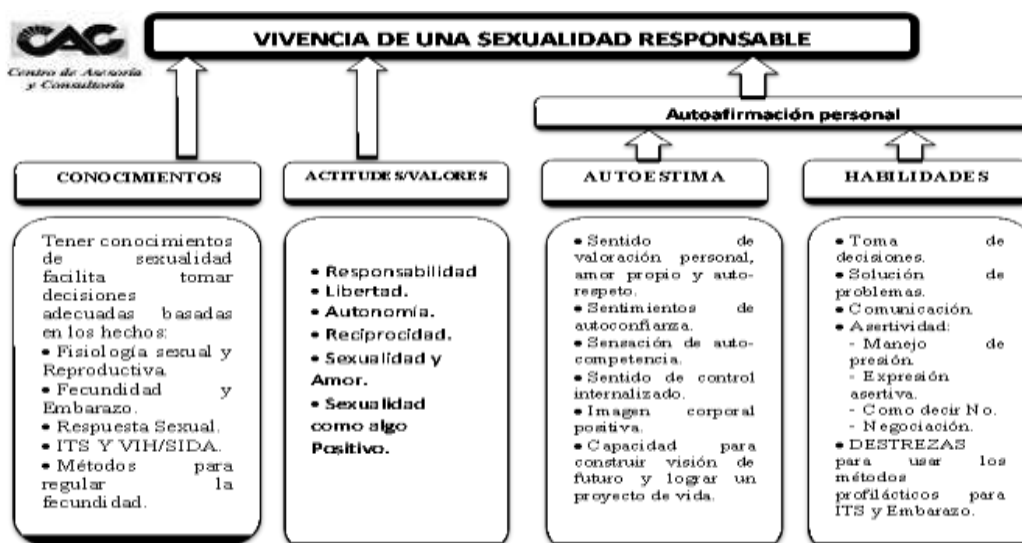 CAC
Centro de Asesoría
y Consultoría
VIVENCIA DE UNA SEXUALIDAD RESPONSABLE
Autoafirmación personal
CONOCIMIENTOS
Tener conocimientos
de sexualidad
facilita tomar
decisiones
adecuadas basadas
en los hechos:
• Fisiología sexual y
Reproductiva
• Fecundidad y
Embarazo.
• Respuesta Sexual.
• ITS Y VIH/SIDA.
• Métodos para
regular la
fecundidad.
ACTITUDES/VALORES
• Responsabilidad
• Libertad.
• Autonomía.
• Reciprocidad.
• Sexualidad y
Amor.
• Sexualidad
como algo
Positivo.
AUTOESTIMA
• Sentido de
valoración personal,
amor propio y auto-
respeto.
• Sentimientos de
autoconfianza.
• Sensación de auto-
competencia.
• Sentido de control
internalizado.
• Imagen corporal
positiva.
• Capacidad para
construir visión de
futuro y lograr un
proyecto de vida.
HABILIDADES
• Toma de
decisiones.
• Solución de
problemas.
• Comunicación.
• Asertividad:
- Manejo de
presión.
- Expresión
asertiva.
- Como decir No.
- Negociación.
• DESTREZAS
para usar los
métodos
profilácticos para
ITS y Embarazo.